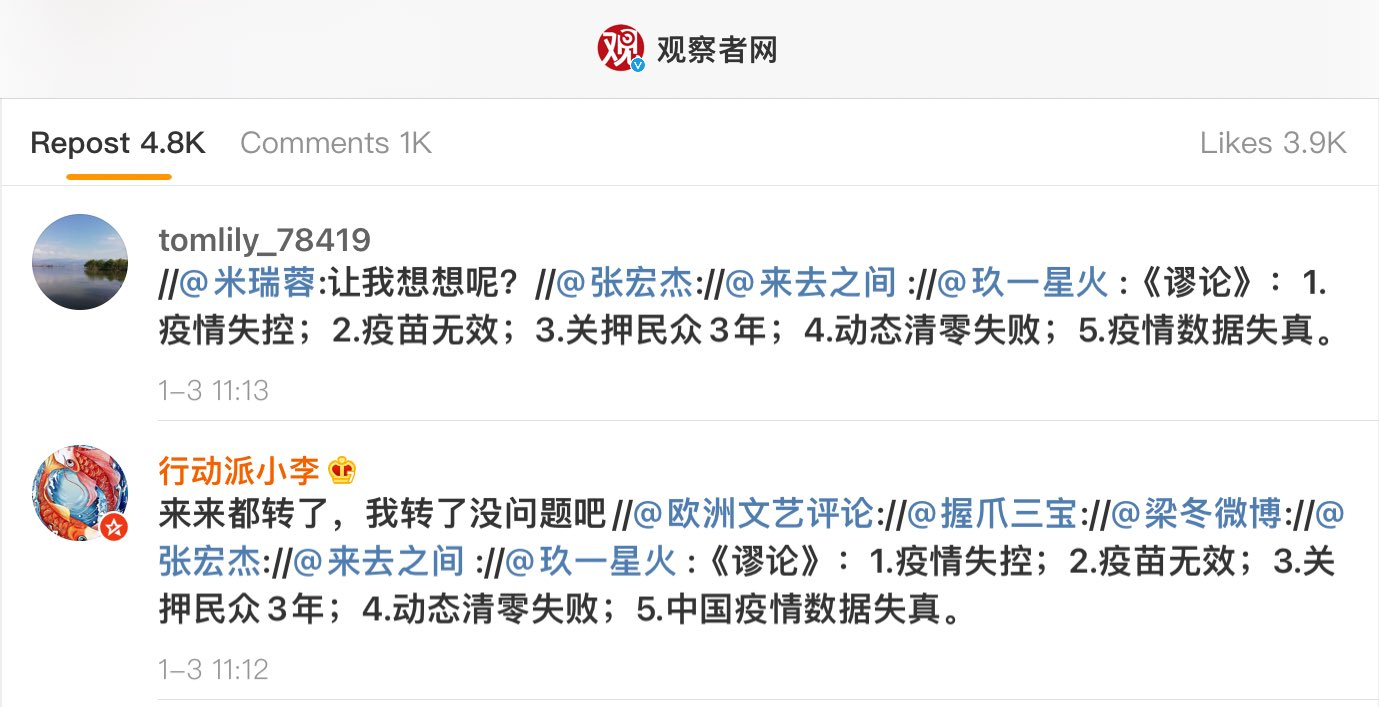 观察者网
Repost 4.8K Comments 1K Likes 3.9K
tomlily_78419
//@米瑞蓉:让我想想呢？//@张宏杰://@来去之间 ://@玖一星火 :《谬论》：1.
疫情失控；2.疫苗无效；3.关押民众3年；4.动态清零失败；5.疫情数据失真。
1-3 11:13
行动派小李
来来都转了，我转了没问题吧//@欧洲文艺评论://@握爪三宝://@梁冬微博://@
张宏杰://@来去之间 ://@玖一星火 :《谬论》：1.疫情失控；2.疫苗无效；3.关
押民众3年；4.动态清零失败；5.中国疫情数据失真。
1-3 11:12